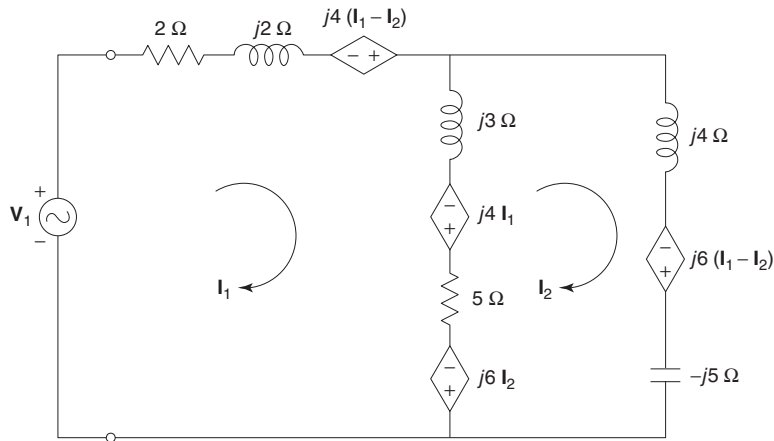 2 Ω
j2 Ω
j4 (I₁ – I₂)
– +
j3 Ω
j4 Ω
+
V₁
–
–
+
j4 I₁
–
+
j6 (I₁ – I₂)
I₁
5 Ω
I₂
–
+
j6 I₂
–j5 Ω